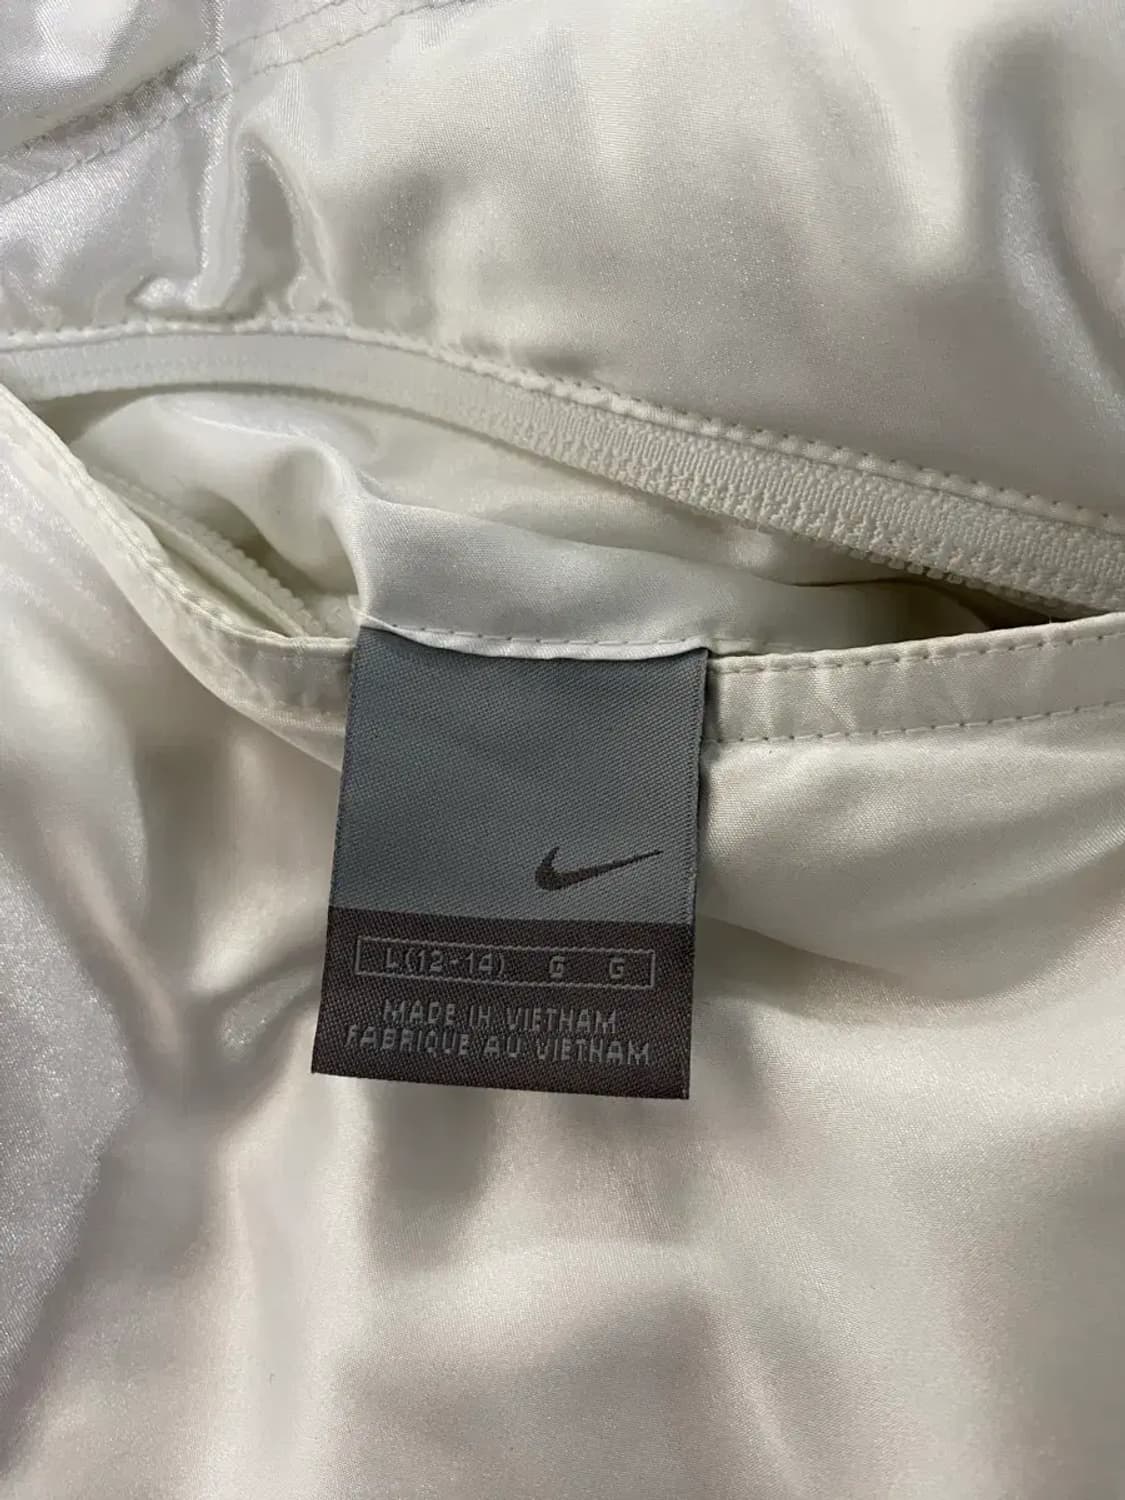 L(12-14) G G
MADE IN VIETNAM
FABRIQUE AU VIETNAM